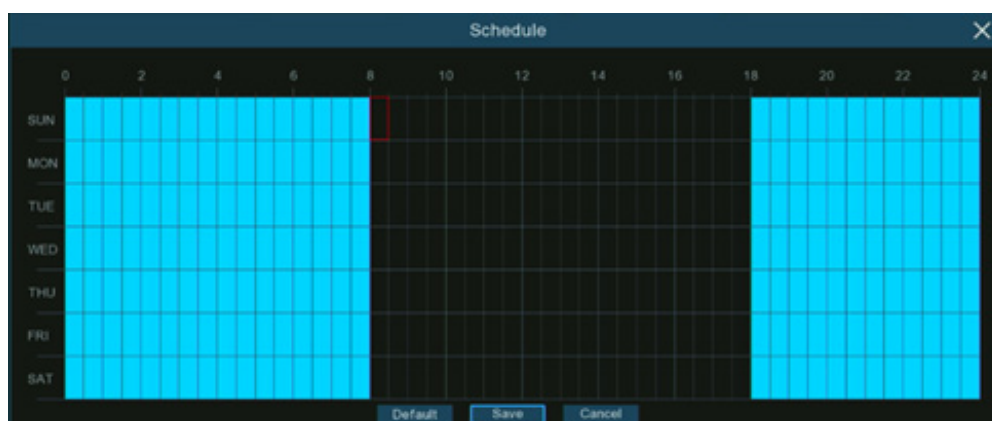 Schedule
0 2 4 6 8 10 12 14 16 18 20 22 24
SUN
MON
TUE
WED
THU
FRI
SAT
Default Save Cancel